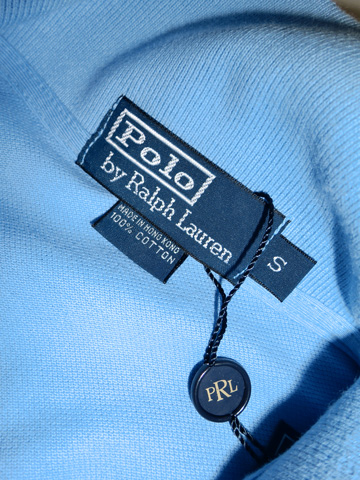 Polo
by Ralph Lauren
S
MADE IN HONG KONG
100% COTTON
PRL